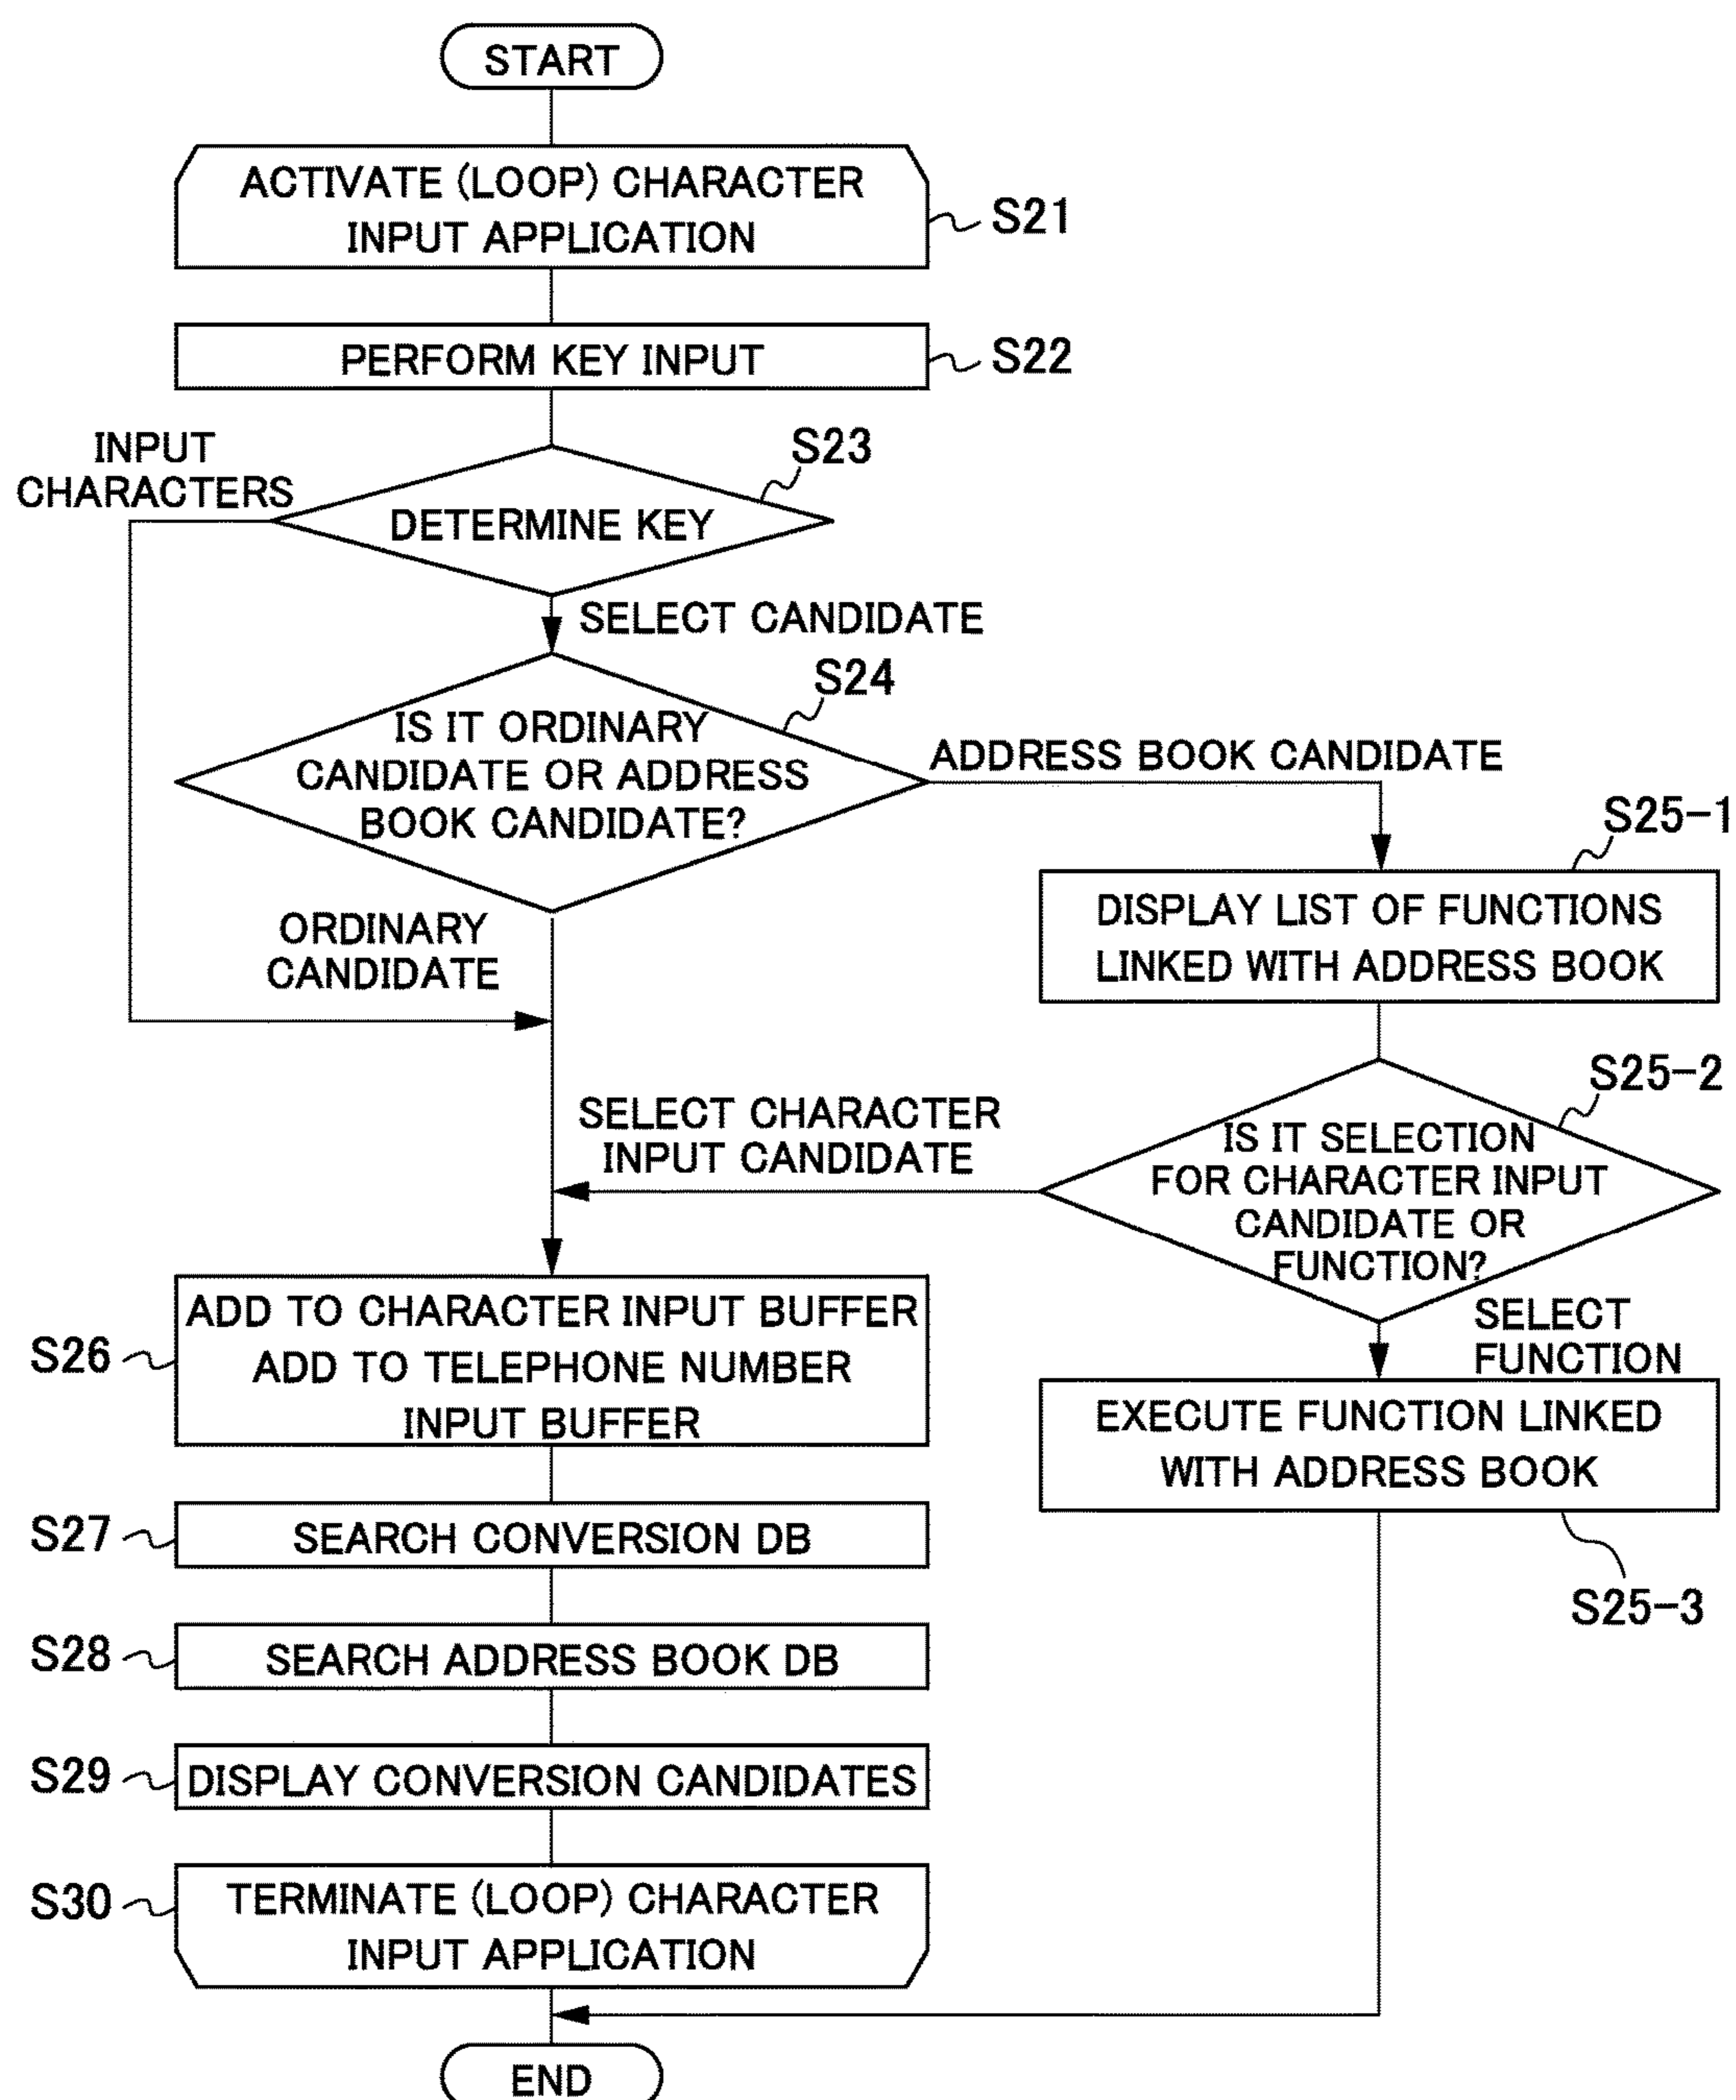 START
ACTIVATE (LOOP) CHARACTER
INPUT APPLICATION
S21
PERFORM KEY INPUT
S22
INPUT
CHARACTERS
S23
DETERMINE KEY
SELECT CANDIDATE
S24
IS IT ORDINARY
CANDIDATE OR ADDRESS
BOOK CANDIDATE?
ADDRESS BOOK CANDIDATE
S25-1
DISPLAY LIST OF FUNCTIONS
LINKED WITH ADDRESS BOOK
ORDINARY
CANDIDATE
S25-2
IS IT SELECTION
FOR CHARACTER INPUT
CANDIDATE OR
FUNCTION?
SELECT CHARACTER
INPUT CANDIDATE
SELECT
FUNCTION
EXECUTE FUNCTION LINKED
WITH ADDRESS BOOK
S25-3
S26
ADD TO CHARACTER INPUT BUFFER
ADD TO TELEPHONE NUMBER
INPUT BUFFER
S27
SEARCH CONVERSION DB
S28
SEARCH ADDRESS BOOK DB
S29
DISPLAY CONVERSION CANDIDATES
S30
TERMINATE (LOOP) CHARACTER
INPUT APPLICATION
END